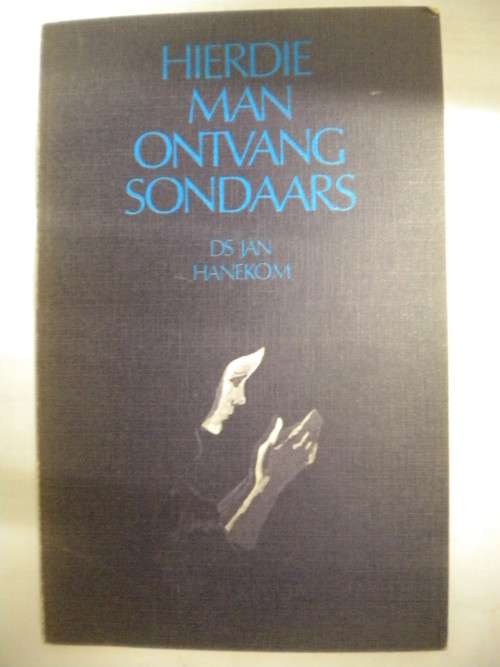 HIERDIE
MAN
ONTVANG
SONDAARS
DS JAN
HANEKOM